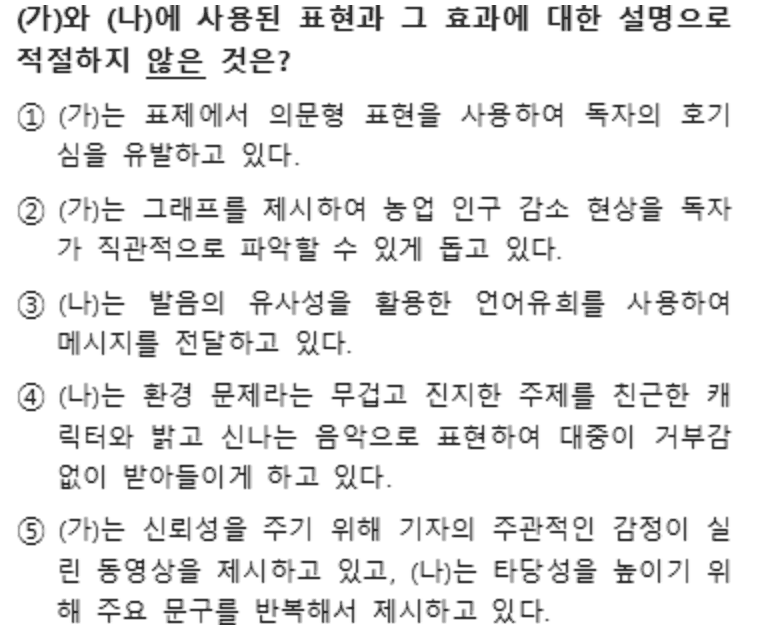 (가)와 (나)에 사용된 표현과 그 효과에 대한 설명으로
적절하지 않은 것은?
① (가)는 표제에서 의문형 표현을 사용하여 독자의 호기
심을 유발하고 있다.
② (가)는 그래프를 제시하여 농업 인구 감소 현상을 독자
가 직관적으로 파악할 수 있게 돕고 있다.
③ (나)는 발음의 유사성을 활용한 언어유희를 사용하여
메시지를 전달하고 있다.
④ (나)는 환경 문제라는 무겁고 진지한 주제를 친근한 캐
릭터와 밝고 신나는 음악으로 표현하여 대중이 거부감
없이 받아들이게 하고 있다.
⑤ (가)는 신뢰성을 주기 위해 기자의 주관적인 감정이 실
린 동영상을 제시하고 있고, (나)는 타당성을 높이기 위
해 주요 문구를 반복해서 제시하고 있다.